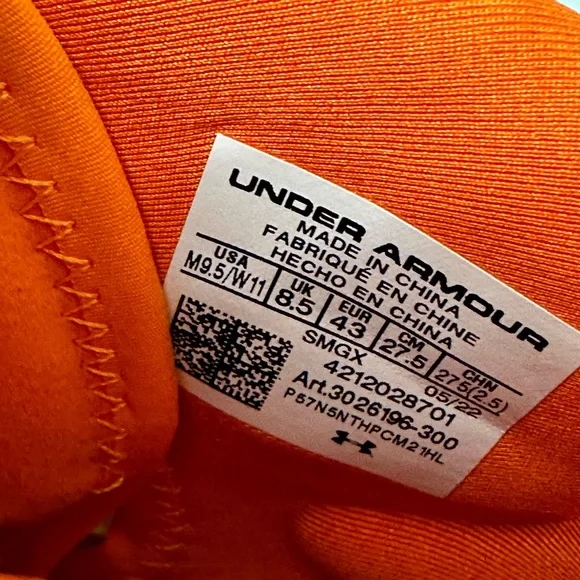 UNDER ARMOUR
MADE IN CHINA
FABRIQUÉ EN CHINE
HECHO EN CHINA
USA UK EUR CM CHN
M9.5/W11 8.5 43 27.5 275(2.5)
SMGX 05/22
4212028701
Art.3026196-300
P57N5NTHPCM21HL